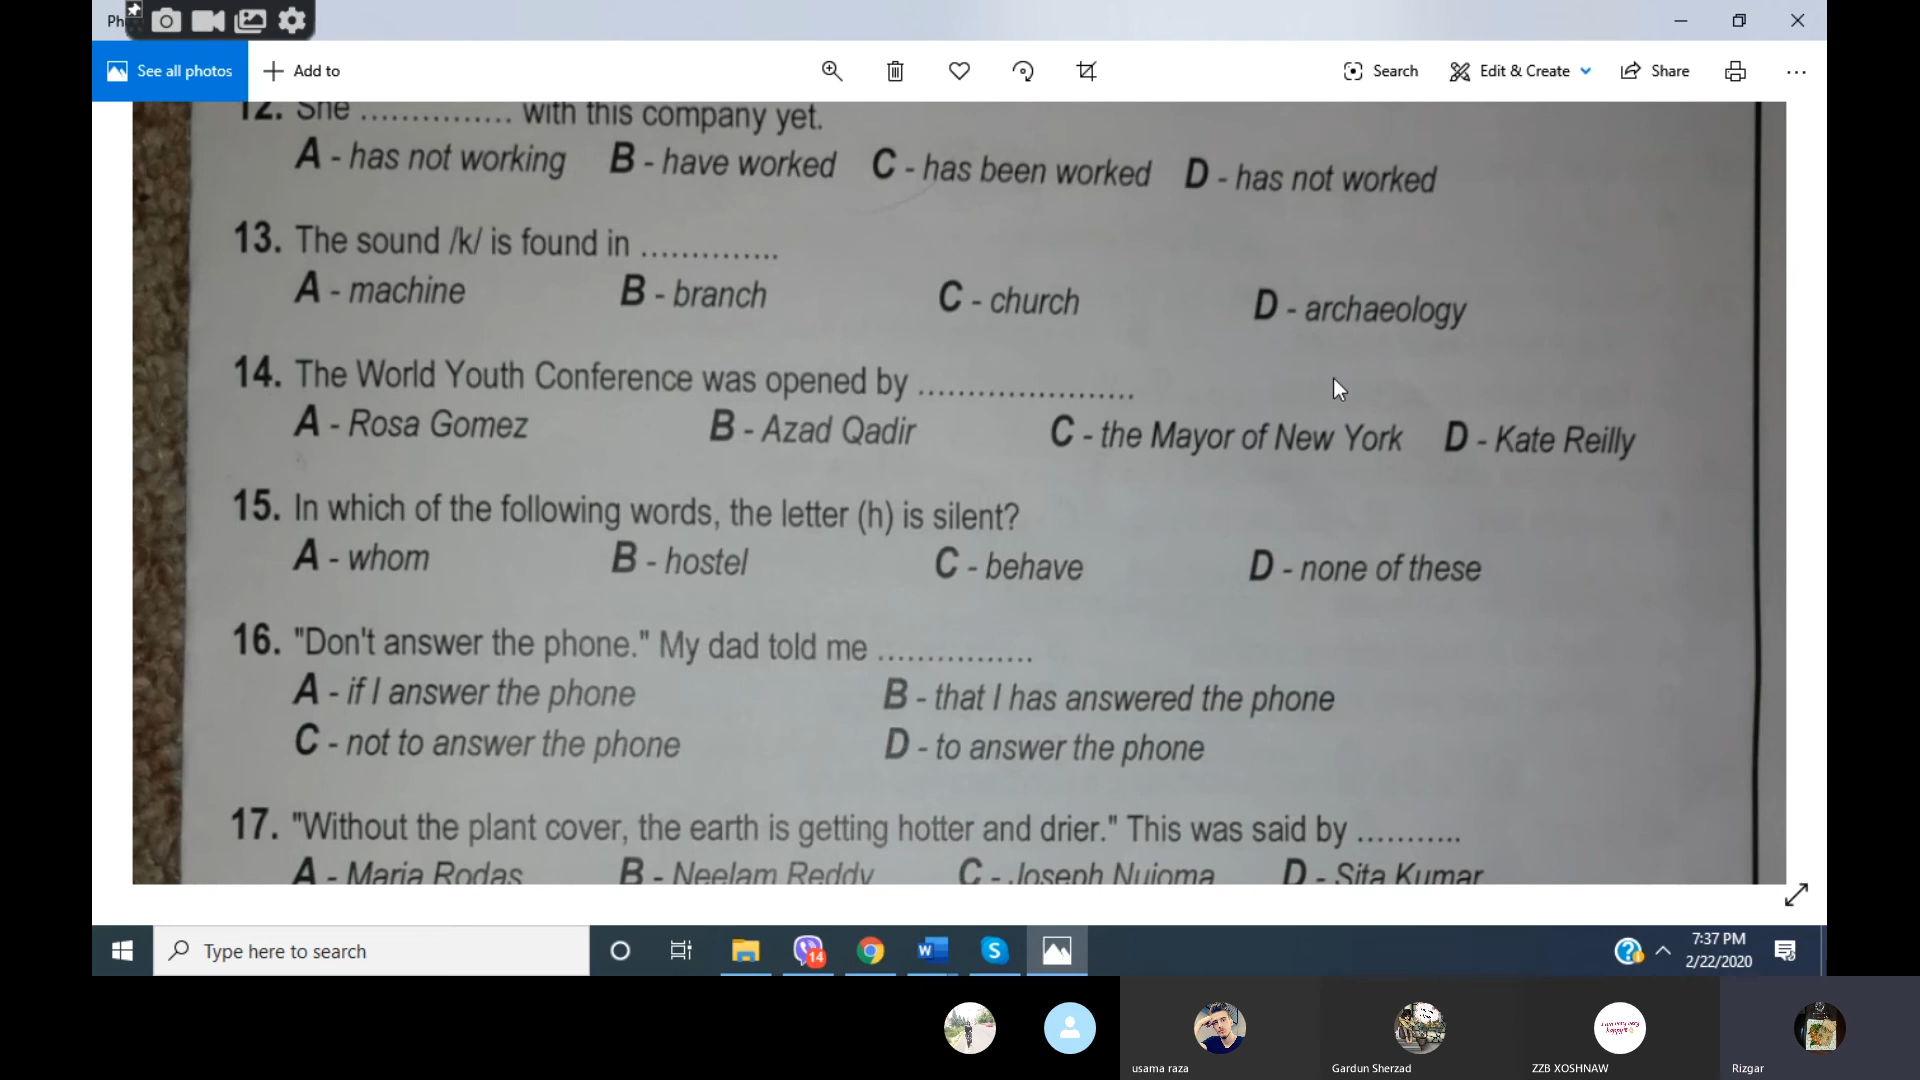 Ph
See all photos
Add to
Search
Edit & Create
Share
12. She ............... with this company yet.
A - has not working B - have worked C - has been worked D - has not worked
13. The sound /k/ is found in ..............
A - machine B - branch C - church D - archaeology
14. The World Youth Conference was opened by ......................
A - Rosa Gomez B - Azad Qadir C - the Mayor of New York D - Kate Reilly
15. In which of the following words, the letter (h) is silent?
A - whom B - hostel C - behave D - none of these
16. "Don't answer the phone." My dad told me ................
A - if I answer the phone B - that I has answered the phone
C - not to answer the phone D - to answer the phone
17. "Without the plant cover, the earth is getting hotter and drier." This was said by ...........
A - Maria Rodas B - Neelam Reddy C - Joseph Nujoma D - Sita Kumar
Type here to search
14
7:37 PM
2/22/2020
usama raza
Gardun Sherzad
ZZB XOSHNAW
Rizgar